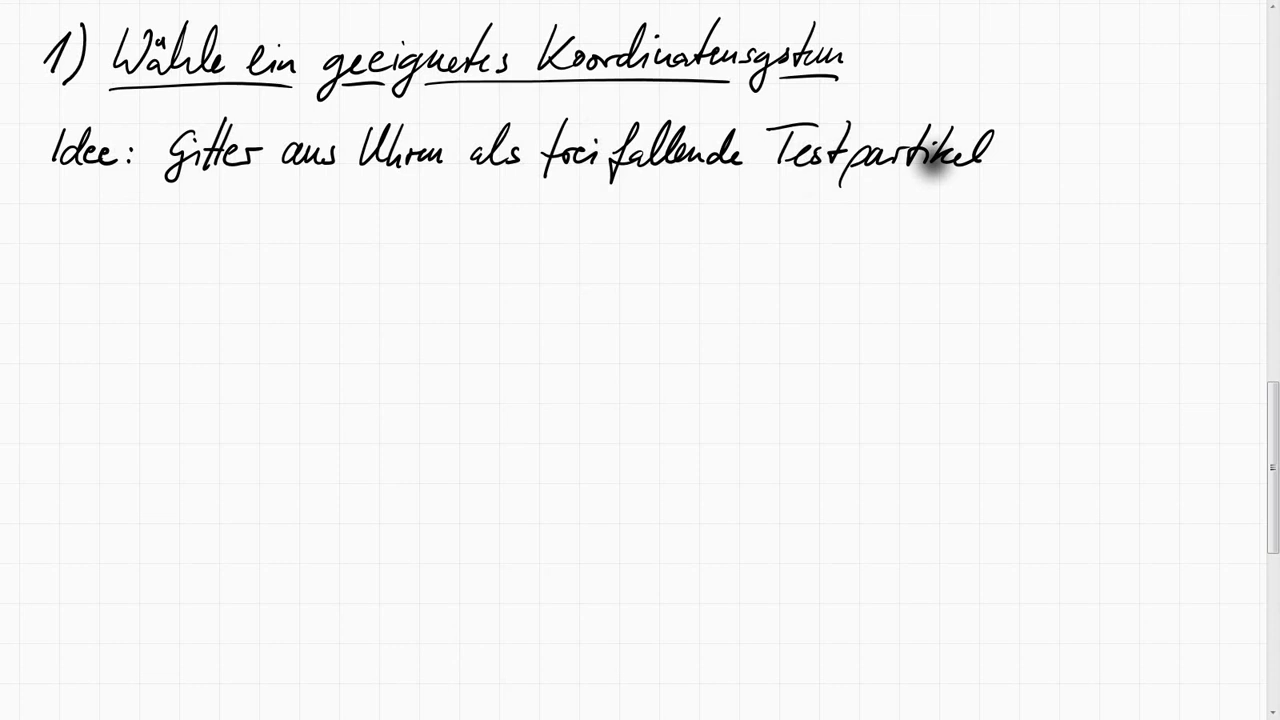 1) Wähle ein geeignetes Koordinatensystem
Idee: Gitter aus Uhren als frei fallende Testpartikel